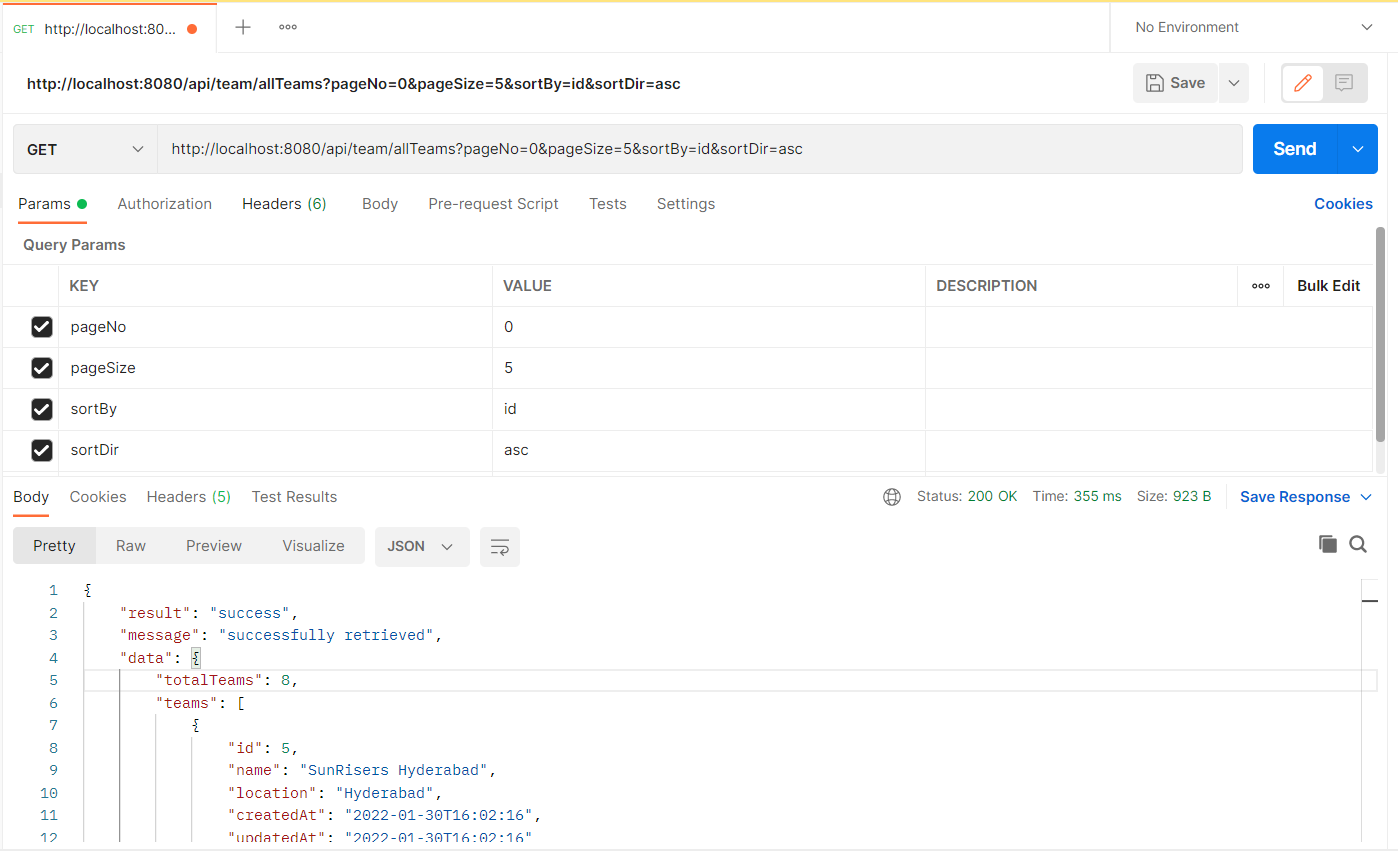 GET http://localhost:80...
No Environment
http://localhost:8080/api/team/allTeams?pageNo=0&pageSize=5&sortBy=id&sortDir=asc
Save
GET http://localhost:8080/api/team/allTeams?pageNo=0&pageSize=5&sortBy=id&sortDir=asc Send
Params Authorization Headers (6) Body Pre-request Script Tests Settings Cookies
Query Params
KEY VALUE DESCRIPTION Bulk Edit
pageNo 0
pageSize 5
sortBy id
sortDir asc
Body Cookies Headers (5) Test Results Status: 200 OK Time: 355 ms Size: 923 B Save Response
Pretty Raw Preview Visualize JSON
1 {
2 "result": "success",
3 "message": "successfully retrieved",
4 "data": {
5 "totalTeams": 8,
6 "teams": [
7 {
8 "id": 5,
9 "name": "SunRisers Hyderabad",
10 "location": "Hyderabad",
11 "createdAt": "2022-01-30T16:02:16",
12 "updatedAt": "2022-01-30T16:02:16"